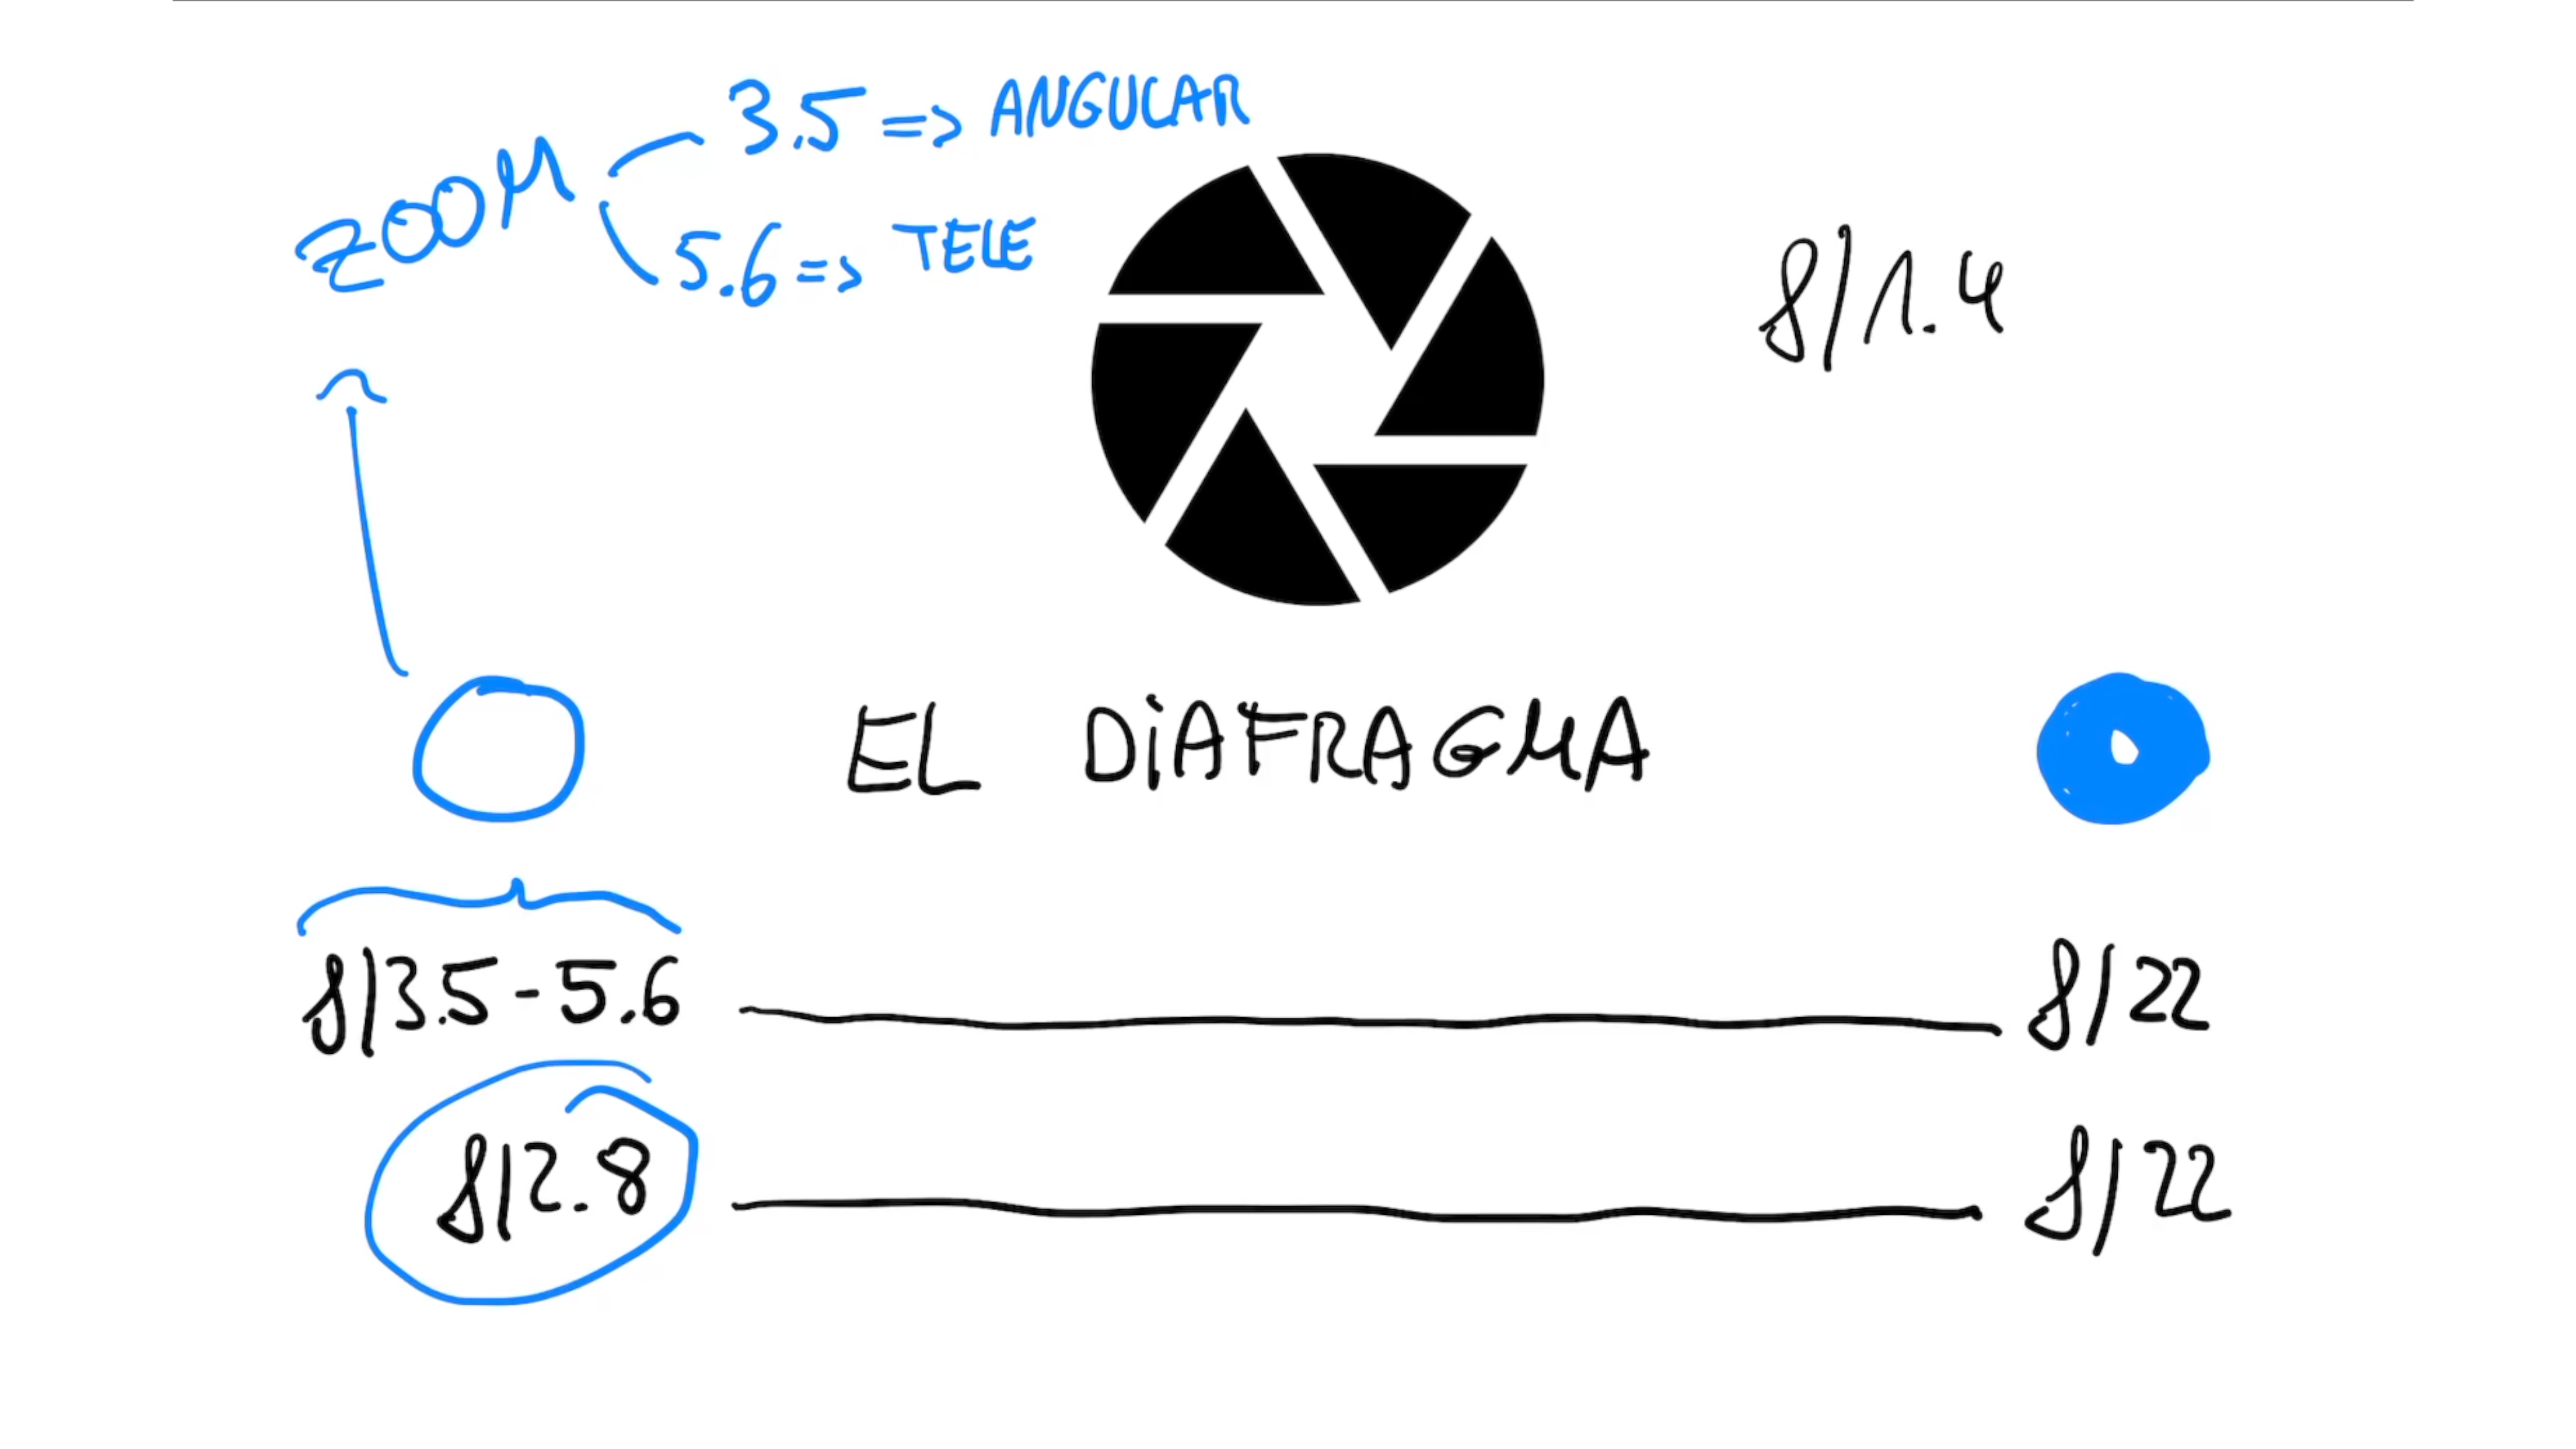 ZOOM
3.5 => ANGULAR
5.6 => TELE
f/1.4
EL DiAFRAGMA
f/3.5-5.6
f/22
f/2.8
f/22